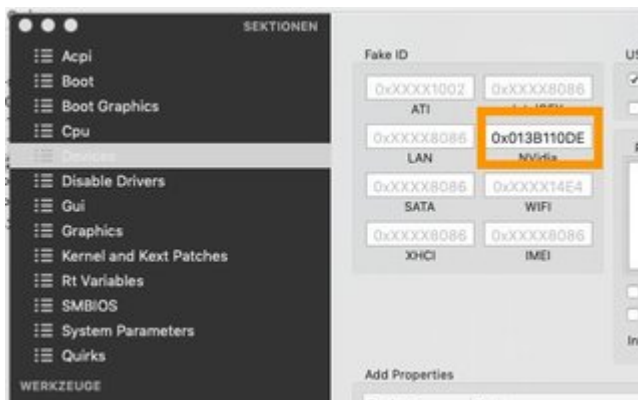 SEKTIONEN
Acpi
Boot
Boot Graphics
Cpu
Devices
Disable Drivers
Gui
Graphics
Kernel and Kext Patches
Rt Variables
SMBIOS
System Parameters
Quirks
WERKZEUGE
Fake ID
0xXXXX1002 0xXXXX8086
ATI
0xXXXX8086 0x013B110DE
LAN NVidia
0xXXXX8086 0xXXXX14E4
SATA WIFI
0xXXXX8086 0xXXXX8086
XHCI IMEI
Add Properties